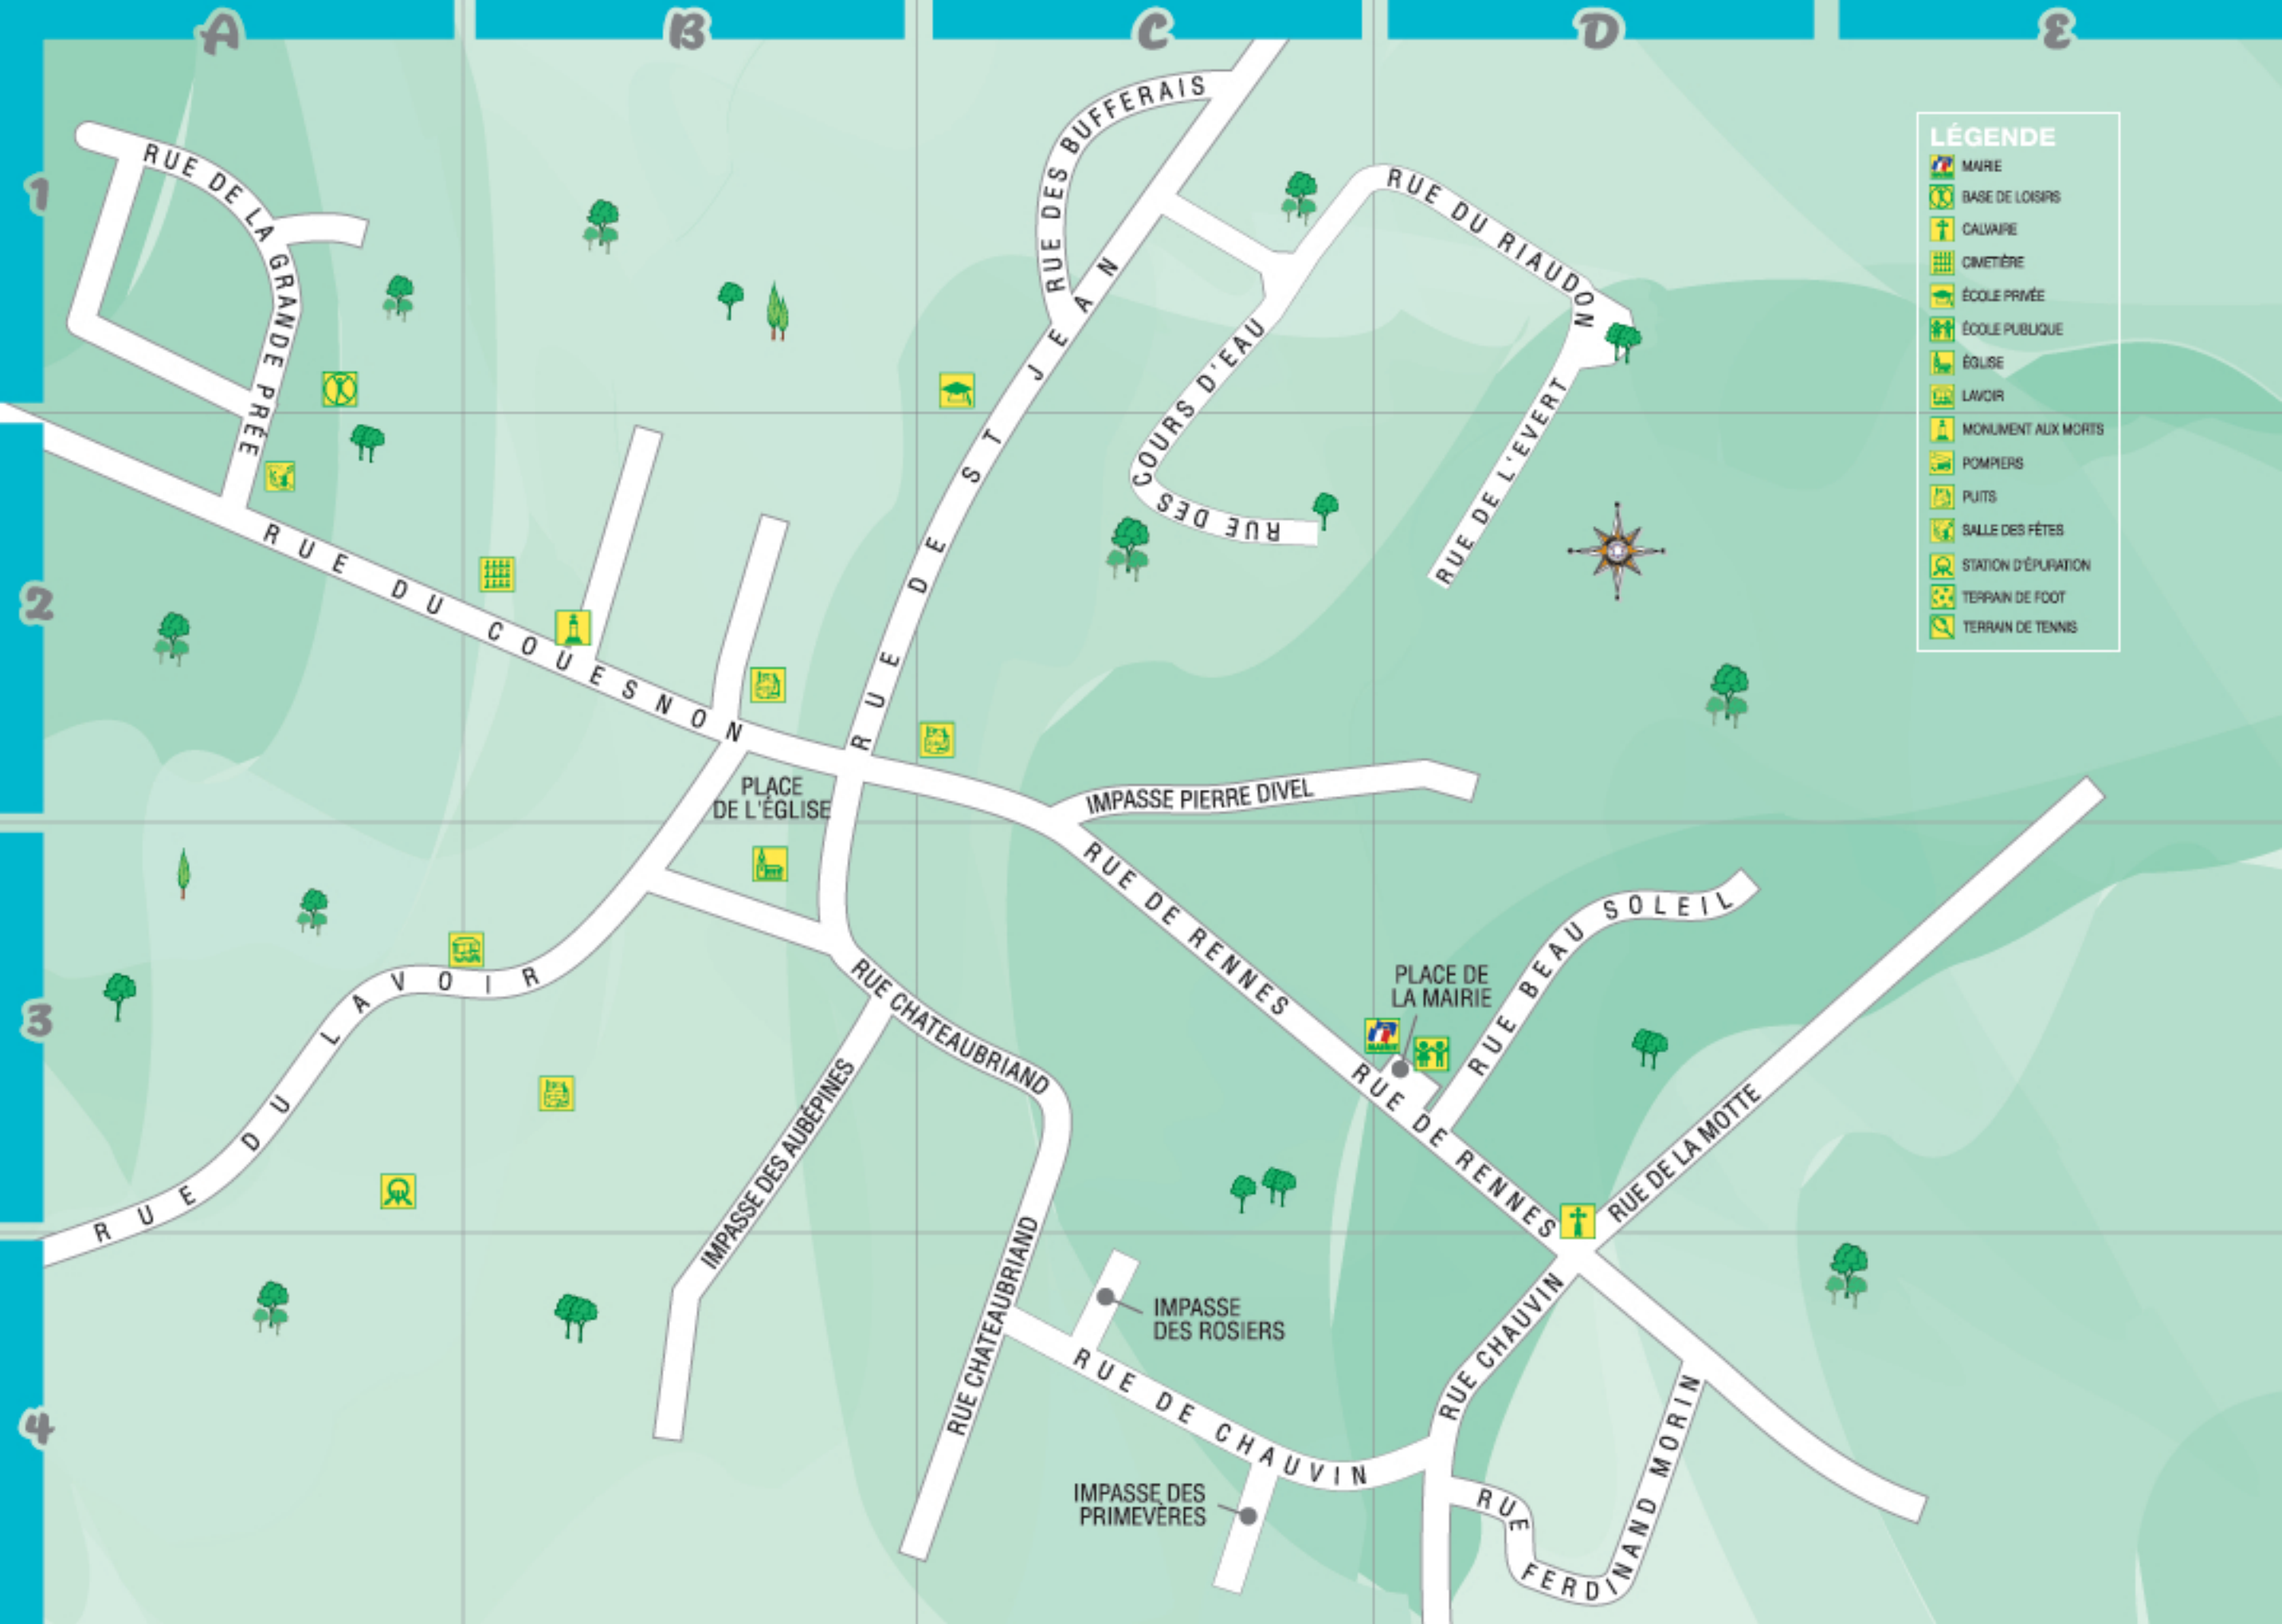 A
B
C
D
E
1
2
3
4
LÉGENDE
MAIRIE
BASE DE LOISIRS
CALVAIRE
CIMETIÈRE
ÉCOLE PRIVÉE
ÉCOLE PUBLIQUE
ÉGLISE
LAVOIR
MONUMENT AUX MORTS
POMPIERS
PUITS
SALLE DES FÊTES
STATION D'ÉPURATION
TERRAIN DE FOOT
TERRAIN DE TENNIS
RUE DE LA GRANDE PRÉE
RUE DES BUFFERAIS
RUE DU RIAUDON
RUE DE ST JEAN
RUE DES COURS D'EAU
RUE DE L'EVERT
RUE DU COUESNON
PLACE
DE L'ÉGLISE
IMPASSE PIERRE DIVEL
RUE DE RENNES
RUE BEAU SOLEIL
PLACE DE
LA MAIRIE
RUE DU LAVOIR
RUE CHATEAUBRIAND
IMPASSE DES AUBÉPINES
RUE DE RENNES
RUE DE LA MOTTE
RUE CHATEAUBRIAND
IMPASSE
DES ROSIERS
RUE CHAUVIN
RUE DE CHAUVIN
IMPASSE DES
PRIMEVÈRES
RUE FERDINAND MORIN